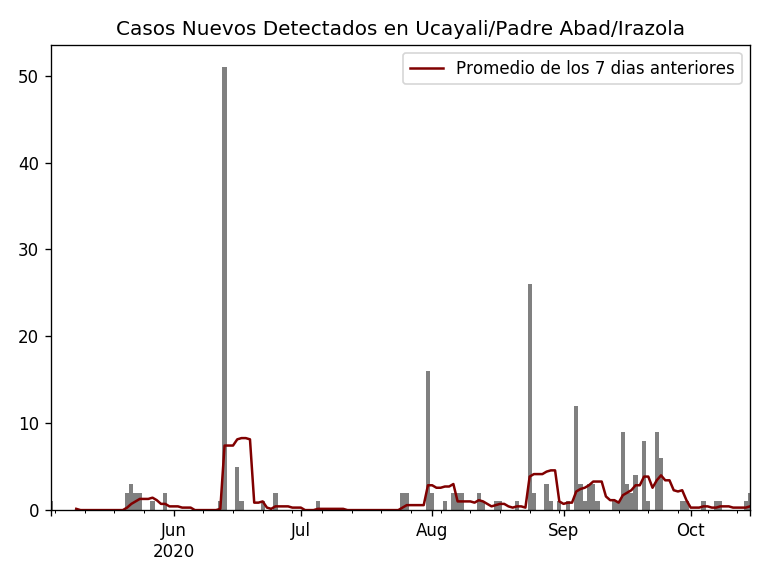 Casos Nuevos Detectados en Ucayali/Padre Abad/Irazola
Promedio de los 7 dias anteriores
50
40
30
20
10
0
Jun
2020
Jul
Aug
Sep
Oct